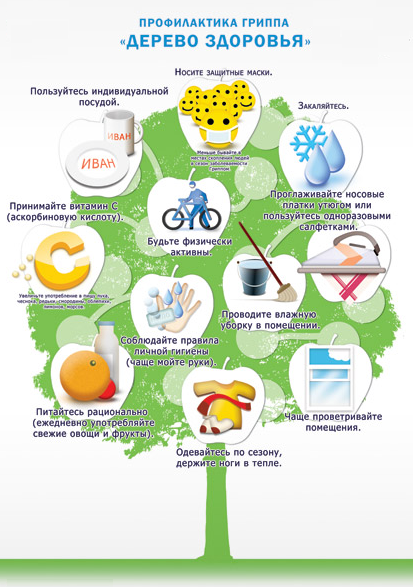 ПРОФИЛАКТИКА ГРИППА
«ДЕРЕВО ЗДОРОВЬЯ»
Носите защитные маски.
Пользуйтесь индивидуальной
посудой.
Закаляйтесь.
ИВАН
ИВАН
Меньше бывайте в
местах скопления людей
в сезон заболеваемости
гриппом.
Проглаживайте носовые
платки утюгом или
пользуйтесь одноразовыми
салфетками.
Принимайте витамин С
(аскорбиновую кислоту).
Будьте физически
активны.
Увеличьте употребление в пищу лука,
чеснока, редьки, смородины, облепихи,
лимонов, морсов.
Проводите влажную
уборку в помещении.
Соблюдайте правила
личной гигиены
(чаще мойте руки).
Питайтесь рационально
(ежедневно употребляйте
свежие овощи и фрукты).
Чаще проветривайте
помещения.
Одевайтесь по сезону,
держите ноги в тепле.